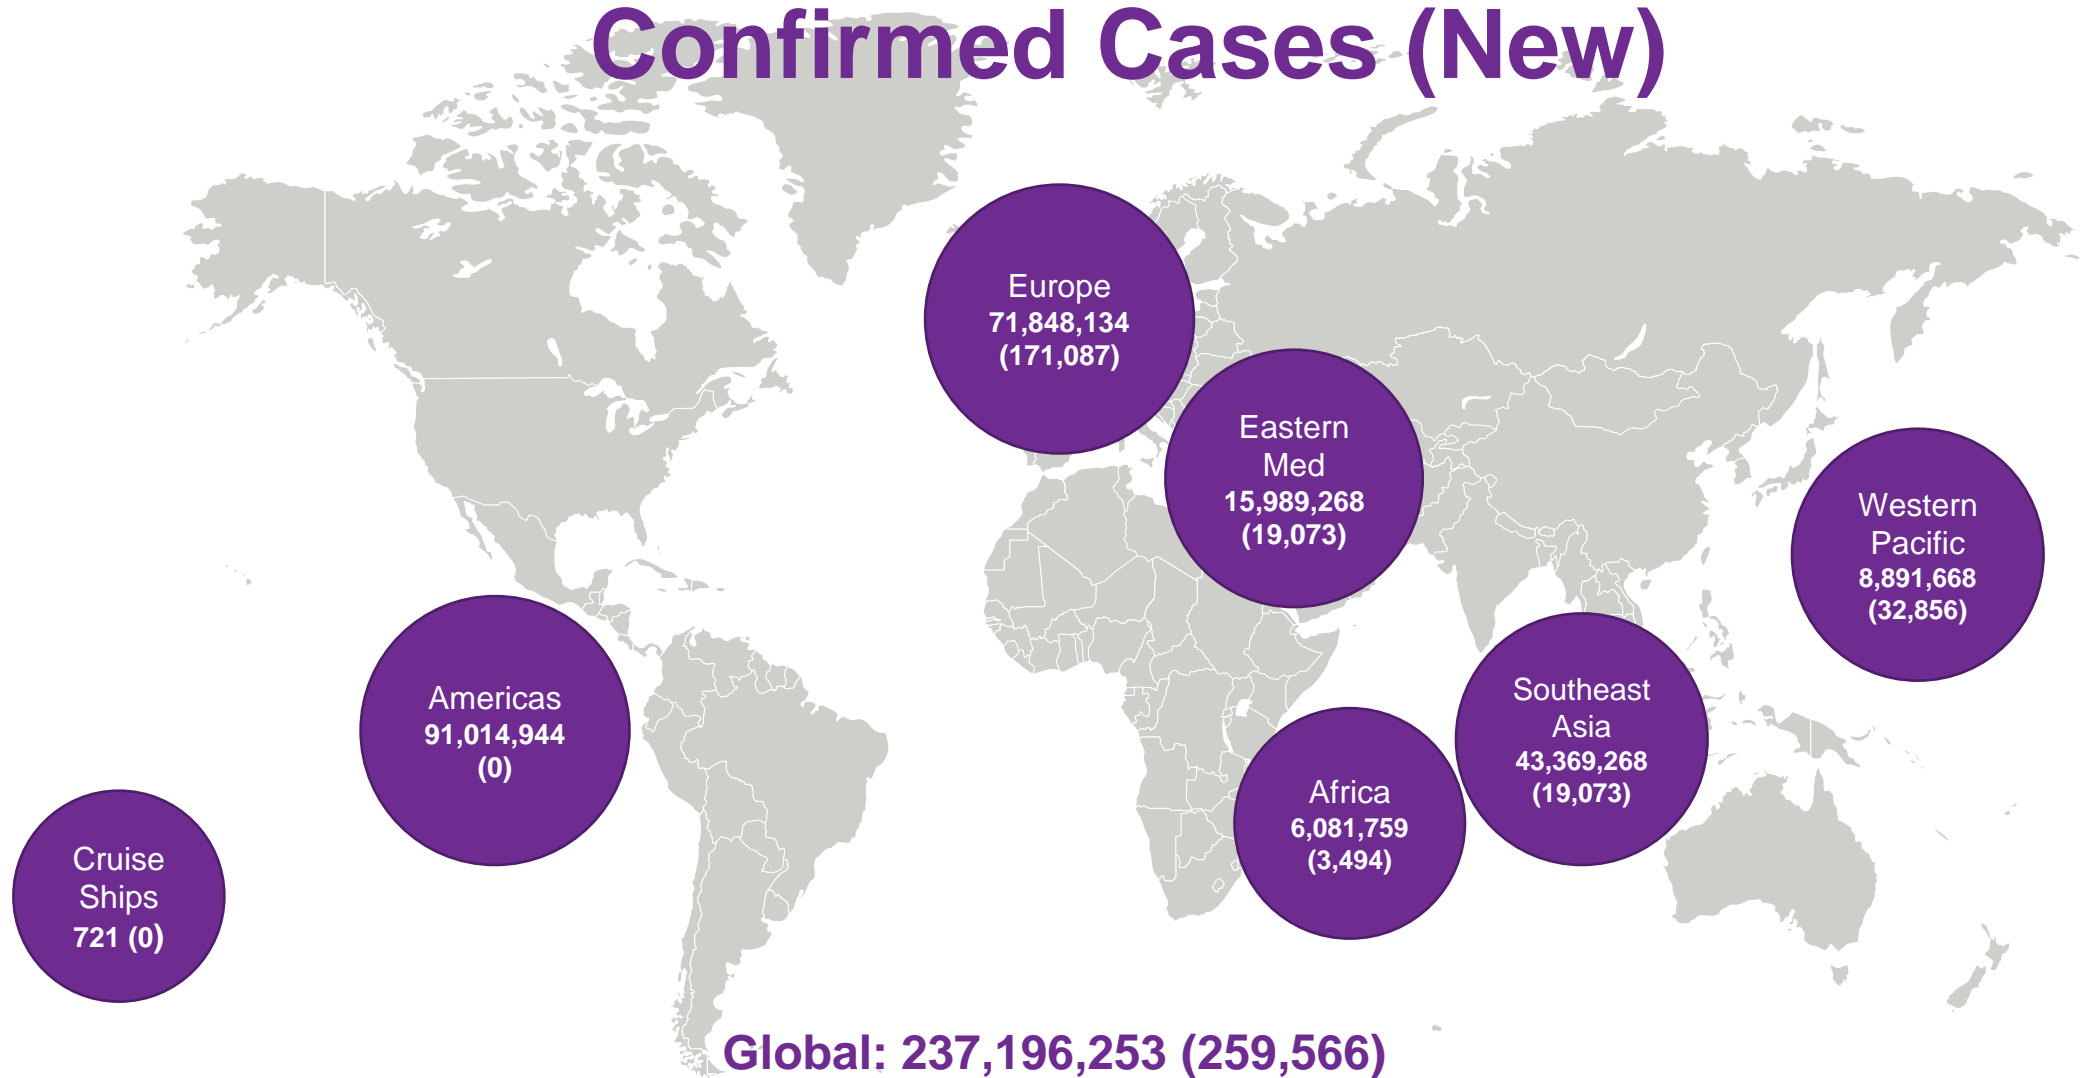 Confirmed Cases (New)
Europe
71,848,134
(171,087)
Eastern
Med
15,989,268
(19,073)
Western
Pacific
8,891,668
(32,856)
Americas
91,014,944
(0)
Southeast
Asia
43,369,268
(19,073)
Africa
6,081,759
(3,494)
Cruise
Ships
721 (0)
Global: 237,196,253 (259,566)